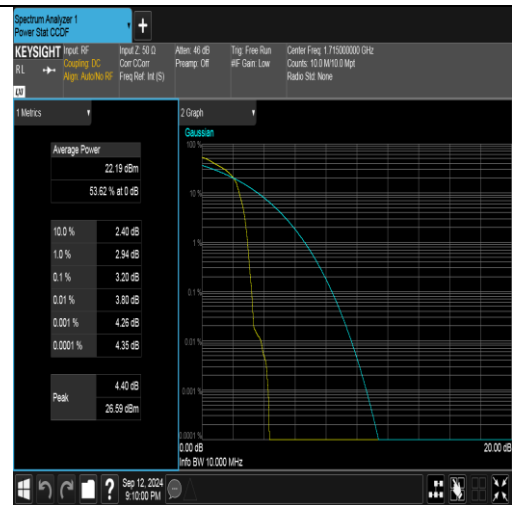 Spectrum Analyzer 1
Power Stat CCDF
KEYSIGHT Input: RF Input Z: 50 Ω Atten: 46 dB Trig: Free Run Center Freq: 1.715000000 GHz
RL Coupling: DC Corr CCorr Preamp: Off #IF Gain: Low Counts: 10.0 M/10.0 Mpt
Align: Auto/No RF Freq Ref: Int (S) Radio Std: None
LXI
1 Metrics
2 Graph
Gaussian
Average Power
22.19 dBm
53.62 % at 0 dB
10.0 % 2.40 dB
1.0 % 2.94 dB
0.1 % 3.20 dB
0.01 % 3.80 dB
0.001 % 4.26 dB
0.0001 % 4.35 dB
Peak
4.40 dB
26.59 dBm
100 %
10 %
1 %
0.1 %
0.01 %
0.001 %
0.0001 %
0.00 dB 20.00 dB
Info BW 10.000 MHz
Sep 12, 2024
9:10:00 PM